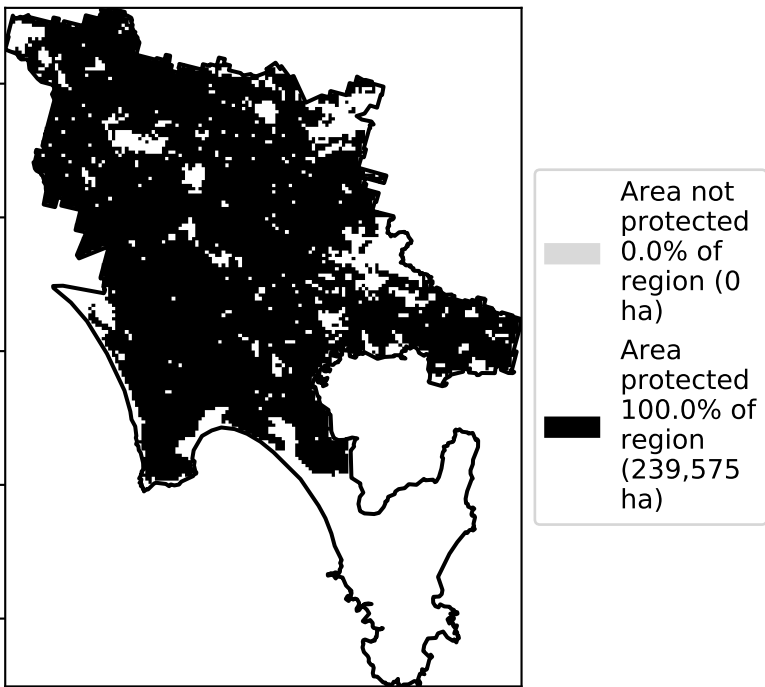 Area not
protected
0.0% of
region (0
ha)
Area
protected
100.0% of
region
(239,575
ha)